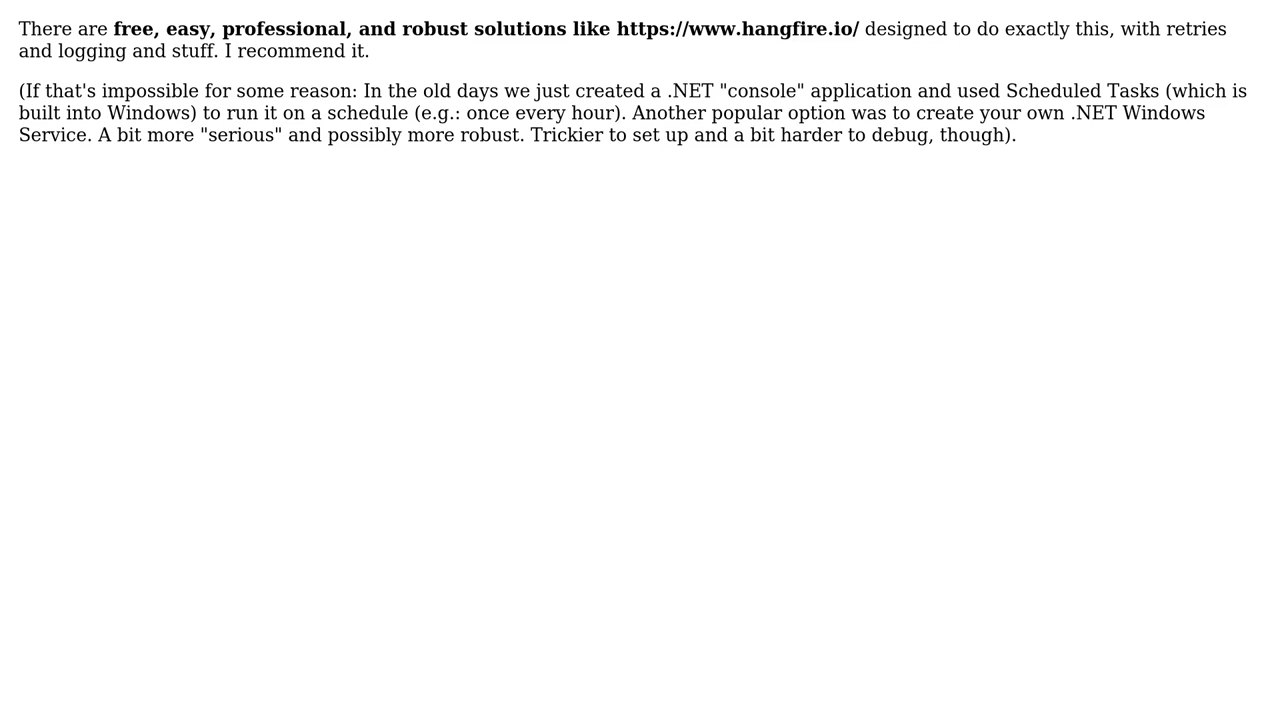 There are free, easy, professional, and robust solutions like https://www.hangfire.io/ designed to do exactly this, with retries
and logging and stuff. I recommend it.
(If that's impossible for some reason: In the old days we just created a .NET "console" application and used Scheduled Tasks (which is
built into Windows) to run it on a schedule (e.g.: once every hour). Another popular option was to create your own .NET Windows
Service. A bit more "serious" and possibly more robust. Trickier to set up and a bit harder to debug, though).